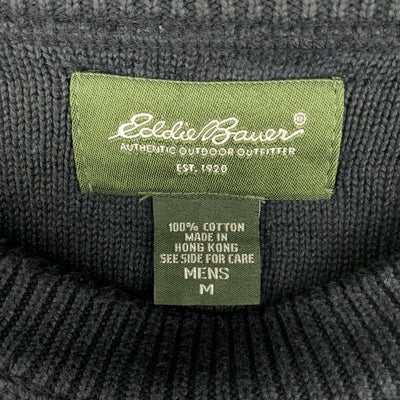 Eddie Bauer®
AUTHENTIC OUTDOOR OUTFITTER
EST. 1920
100% COTTON
MADE IN
HONG KONG
SEE SIDE FOR CARE
MENS
M